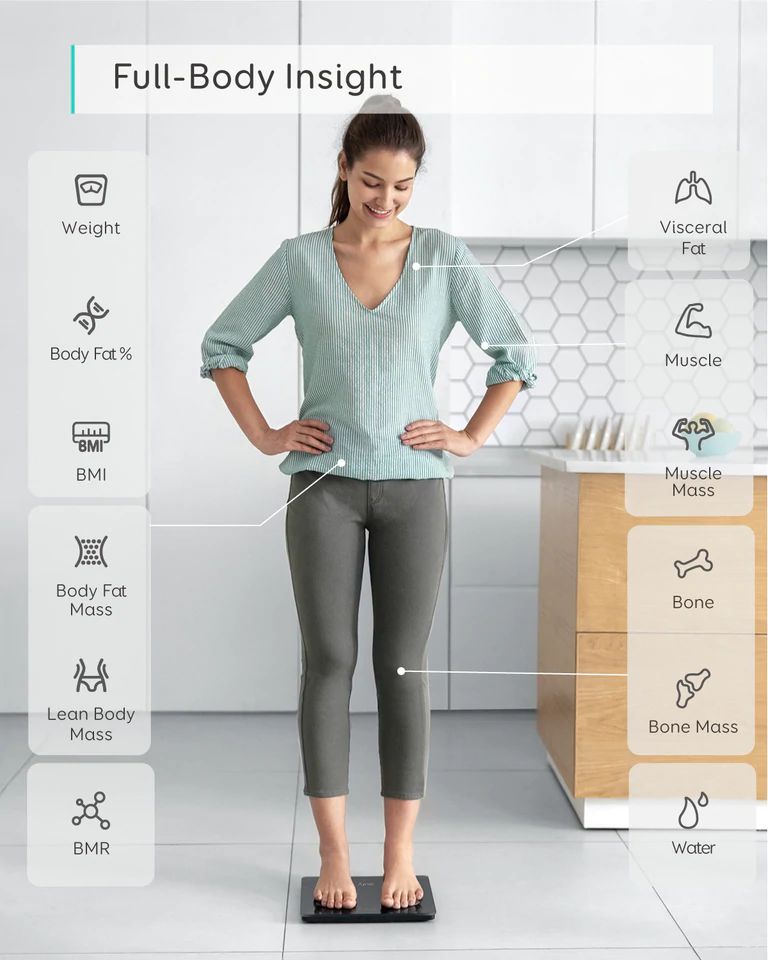 Full-Body Insight
Weight
Body Fat%
BMI
BMI
Body Fat
Mass
Lean Body
Mass
BMR
Visceral
Fat
Muscle
Muscle
Mass
Bone
Bone Mass
Water